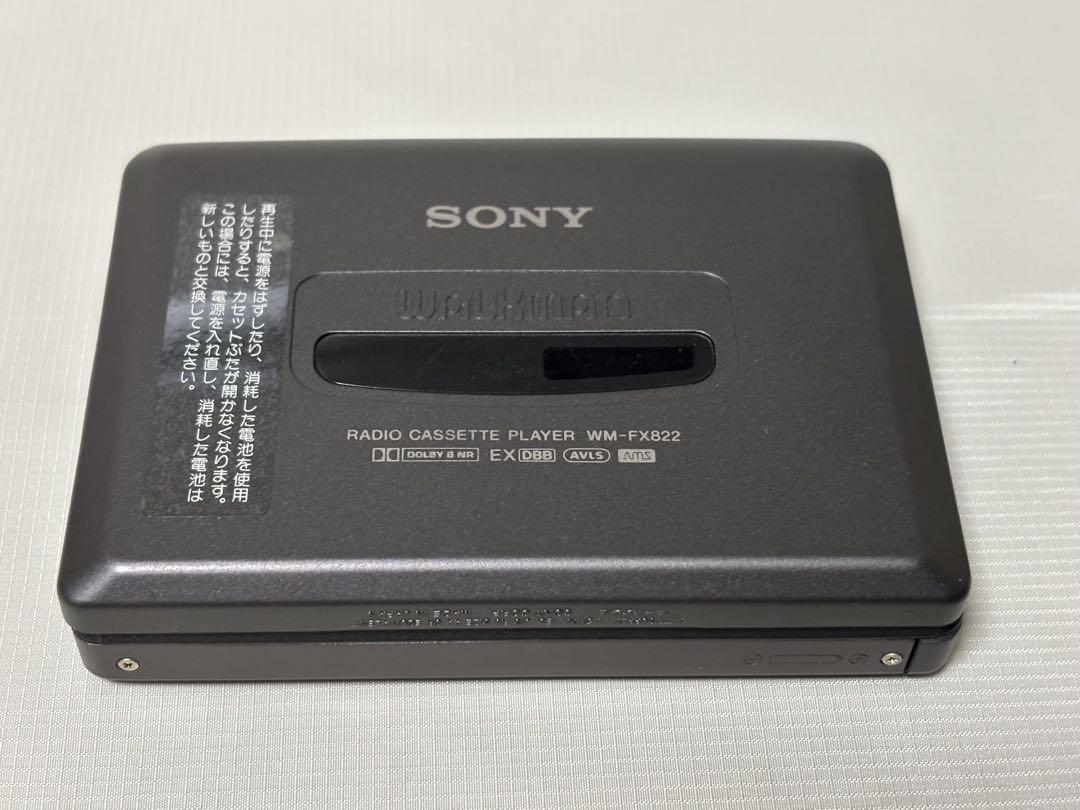 SONY
WALKMAN
RADIO CASSETTE PLAYER WM-FX822
DOLBY B NR EX DBB AVLS AMS
再生中に電源をはずしたり、消耗した電池を使用
したりすると、カセットぶたが開かなくなります。
この場合には、電源を入れ直し、消耗した電池は
新しいものと交換してください。